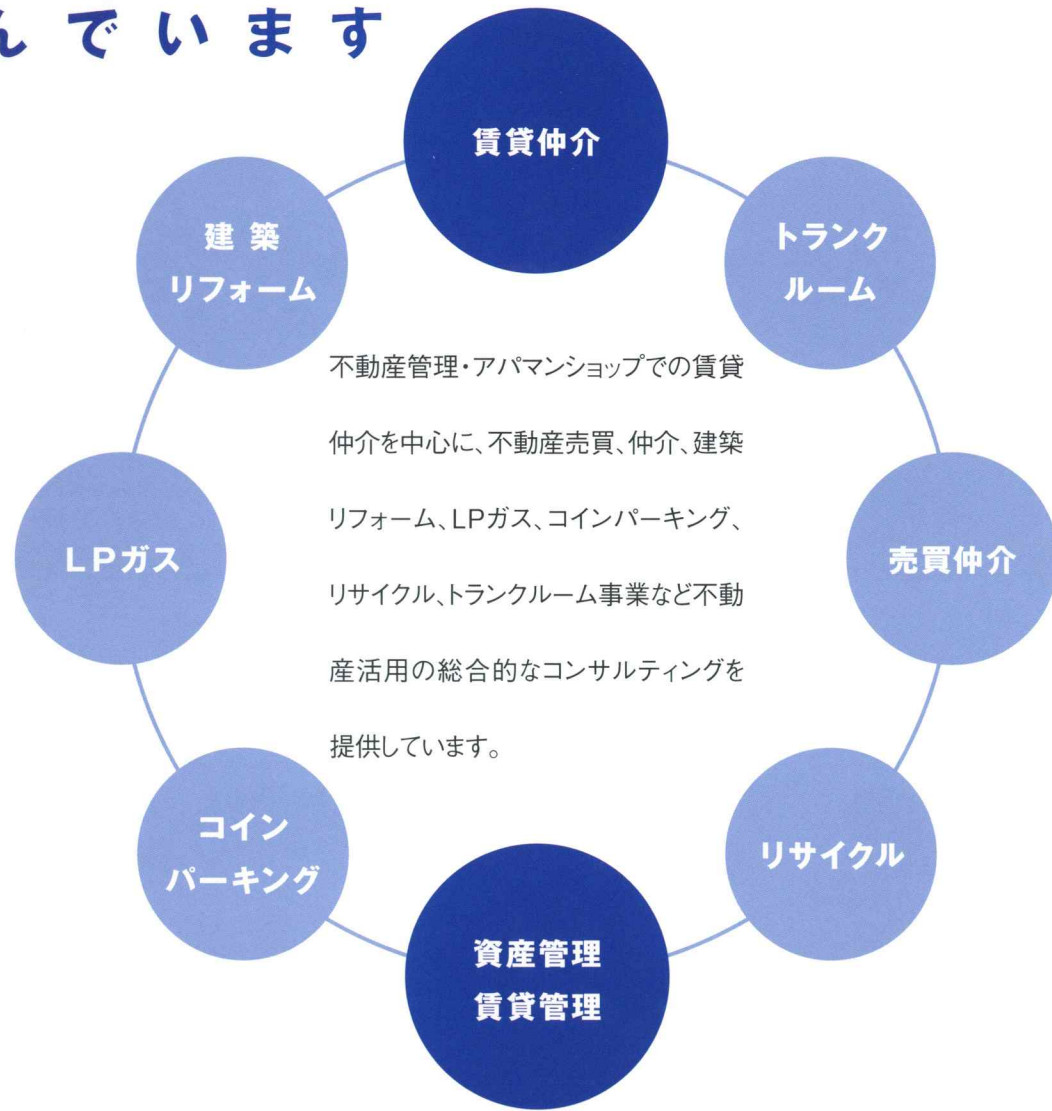 んでいます
賃貸仲介
建築
リフォーム
トランク
ルーム
不動産管理・アパマンショップでの賃貸
仲介を中心に、不動産売買、仲介、建築
リフォーム、LPガス、コインパーキング、
リサイクル、トランクルーム事業など不動
産活用の総合的なコンサルティングを
提供しています。
LPガス
売買仲介
コイン
パーキング
リサイクル
資産管理
賃貸管理